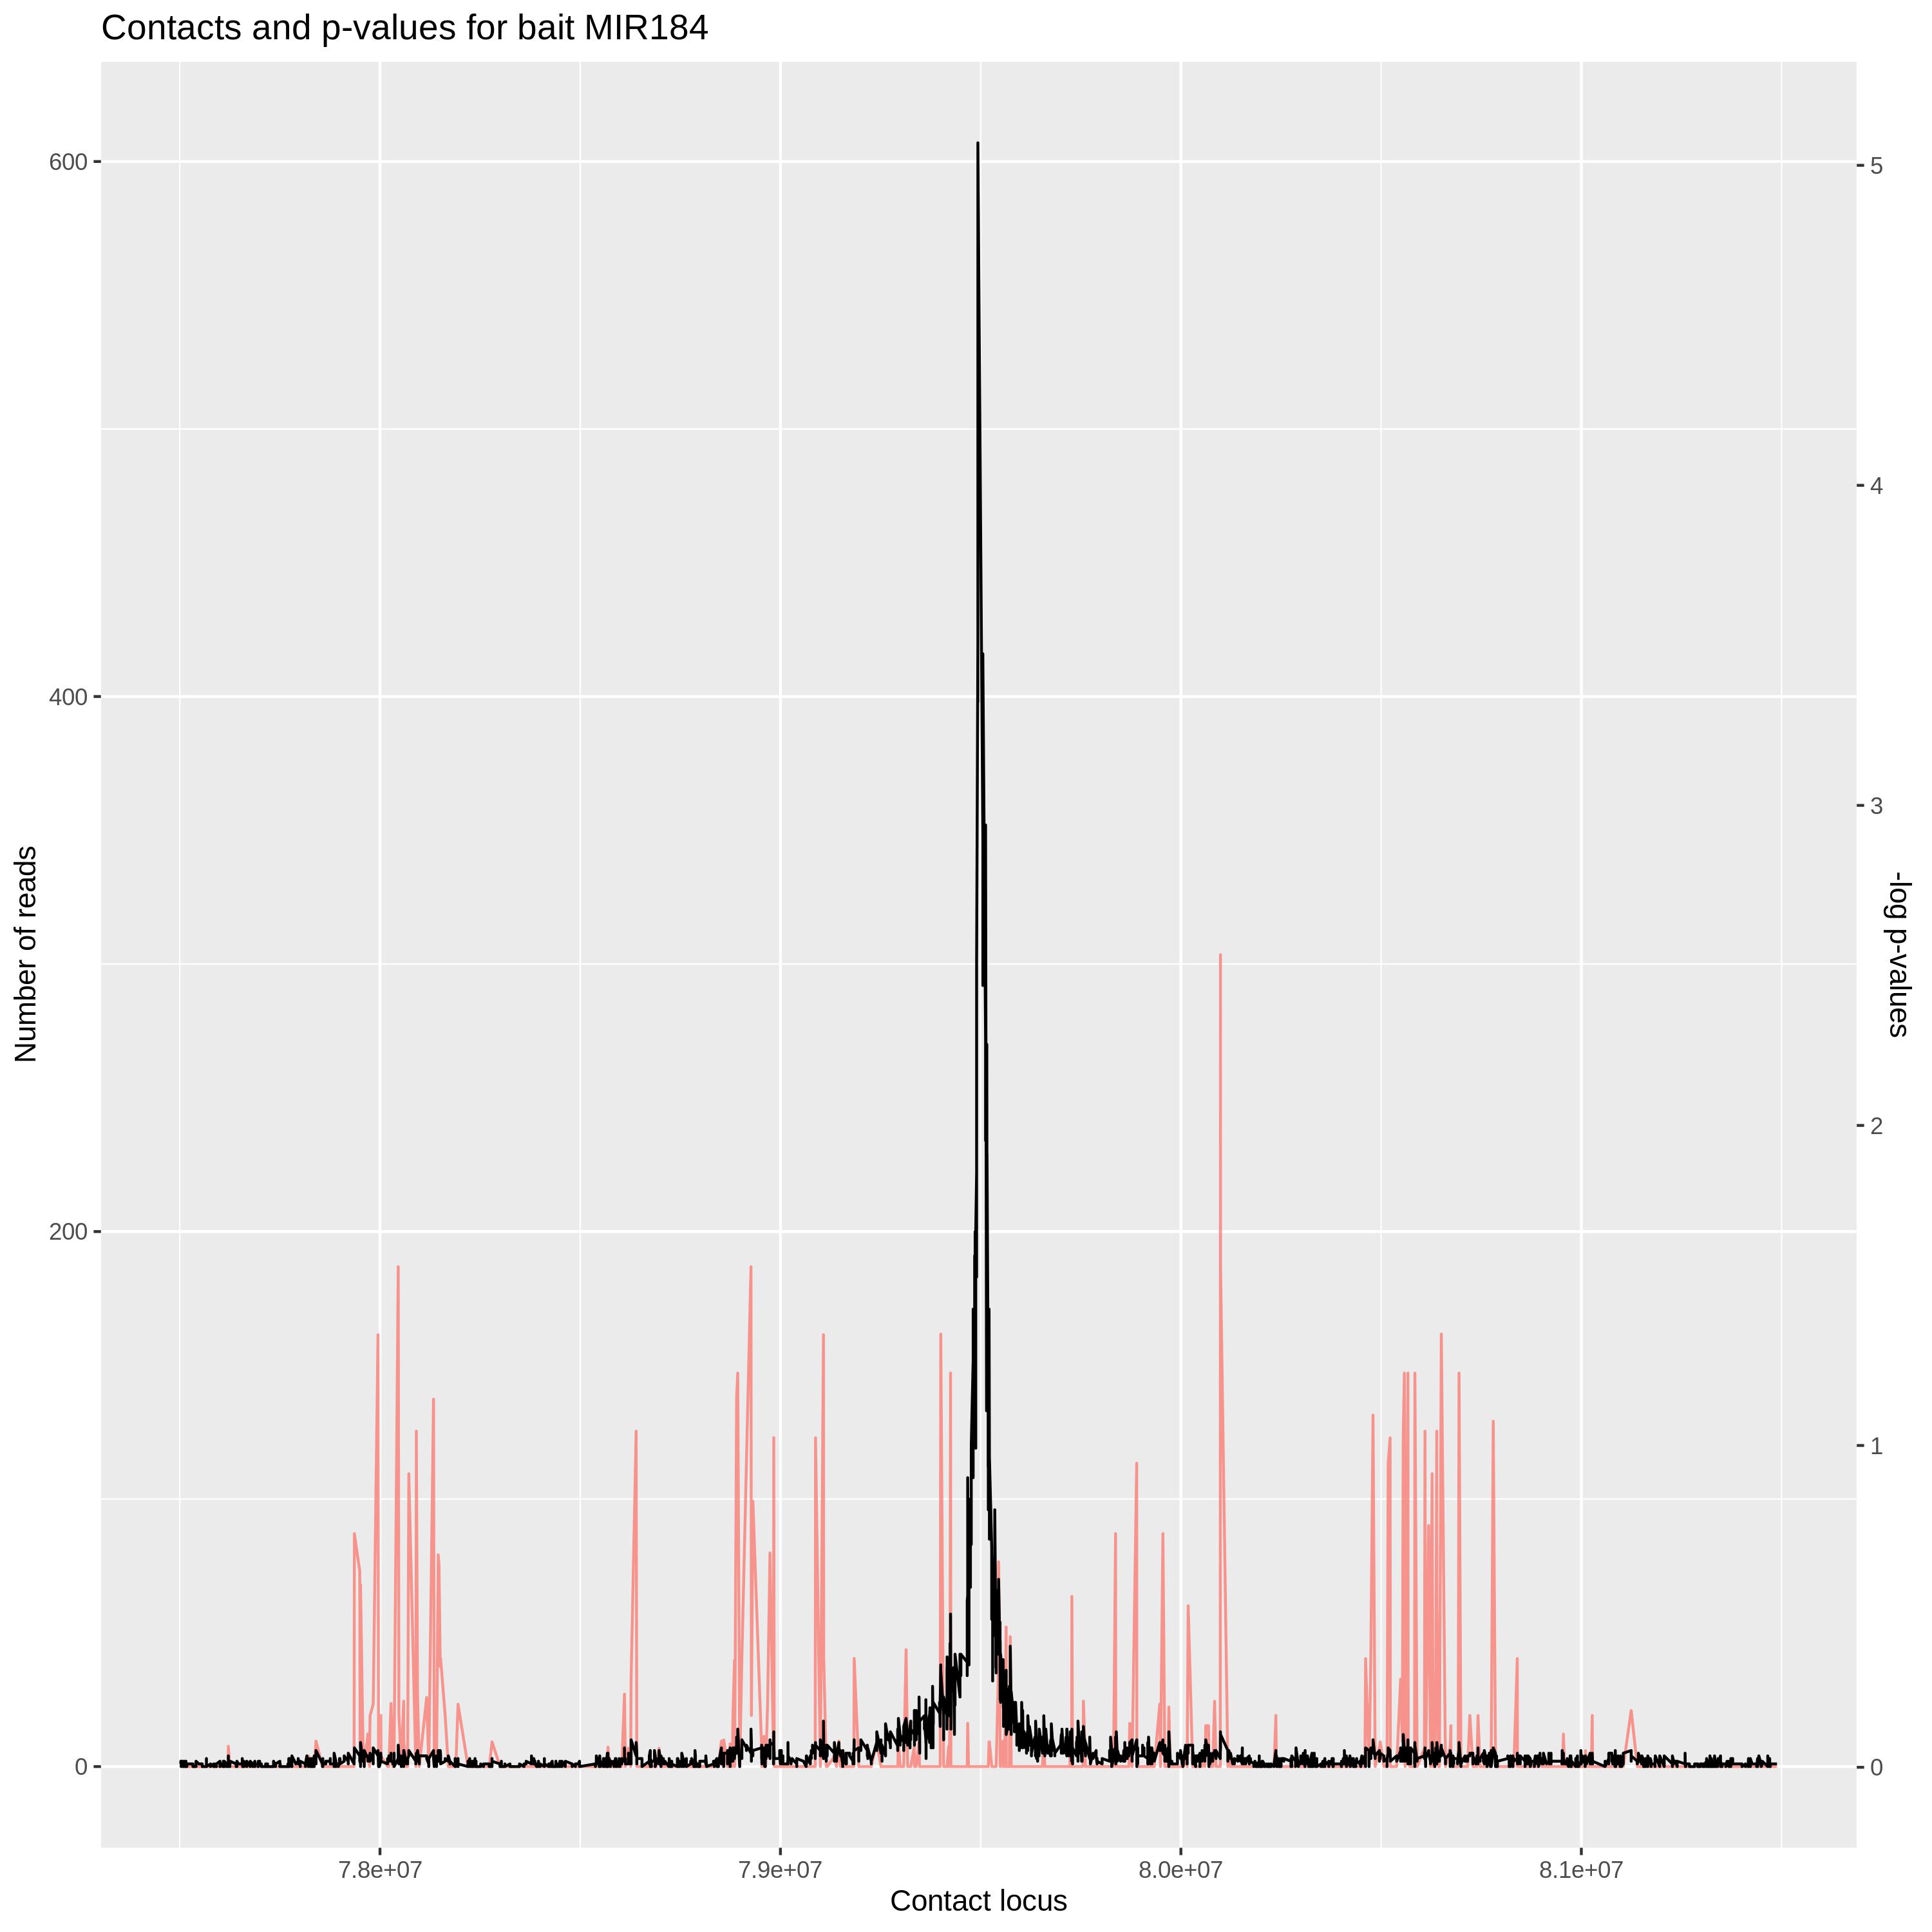 Contacts and p-values for bait MIR184
600
400
200
0
Number of reads
5
4
3
2
1
0
-log p-values
7.8e+07
7.9e+07
8.0e+07
8.1e+07
Contact locus